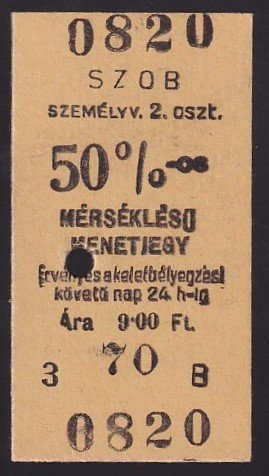 0820
SZOB
SZEMÉLYV. 2. OSZT.
50%-os
MÉRSÉKLÉSŰ
MENETJEGY
Érvényes a keletbélyegzést
követő nap 24 h-ig
Ára 9·00 Ft.
70
3 B
0820